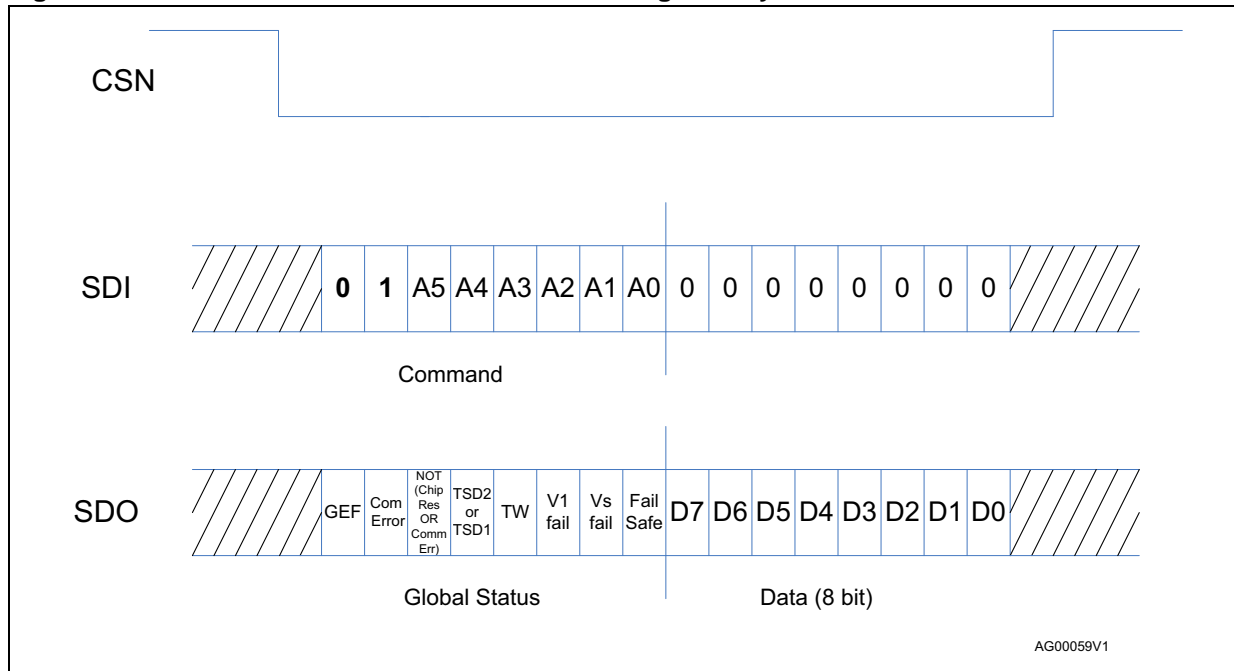 CSN
SDI
0 1 A5 A4 A3 A2 A1 A0 0 0 0 0 0 0 0 0
Command
SDO
GEF
Com
Error
NOT
(Chip
Res
OR
Comm
Err)
TSD2
or
TSD1
TW
V1
fail
Vs
fail
Fail
Safe
D7 D6 D5 D4 D3 D2 D1 D0
Global Status
Data (8 bit)
AG00059V1